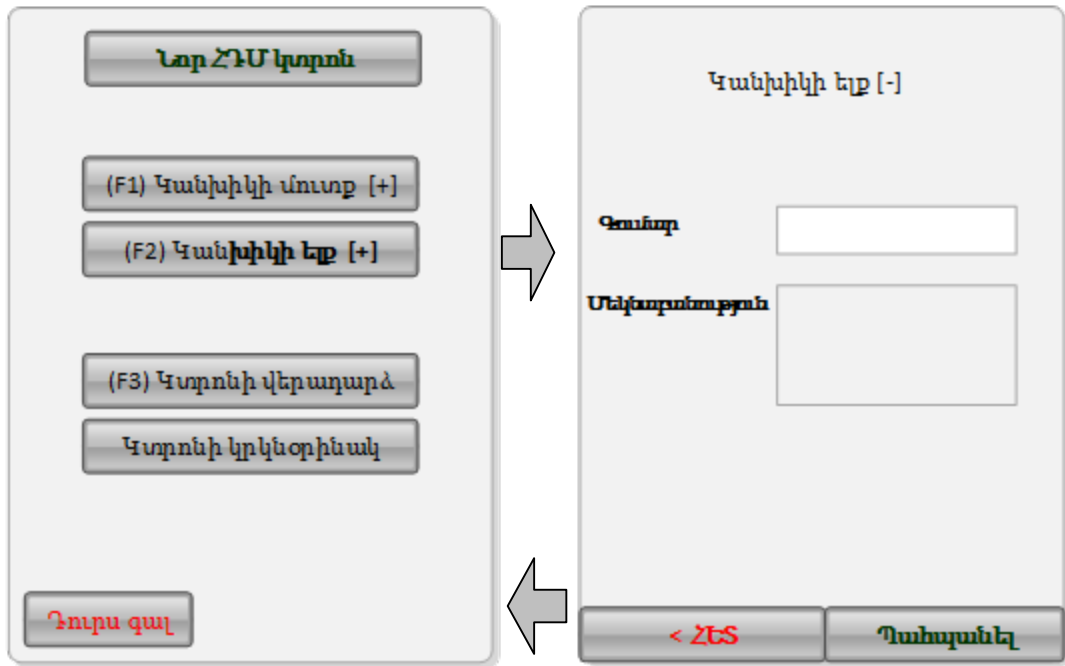 Նոր ՀԴՄ կտրոն
(F1) Կանխիկի մուտք [+]
(F2) Կանխիկի ելք [+]
(F3) Կտրոնի վերադարձ
Կտրոնի կրկնօրինակ
Դուրս գալ
Կանխիկի ելք [-]
Գումար
Մեկնաբանություն
< ՀԵՏ
Պահպանել